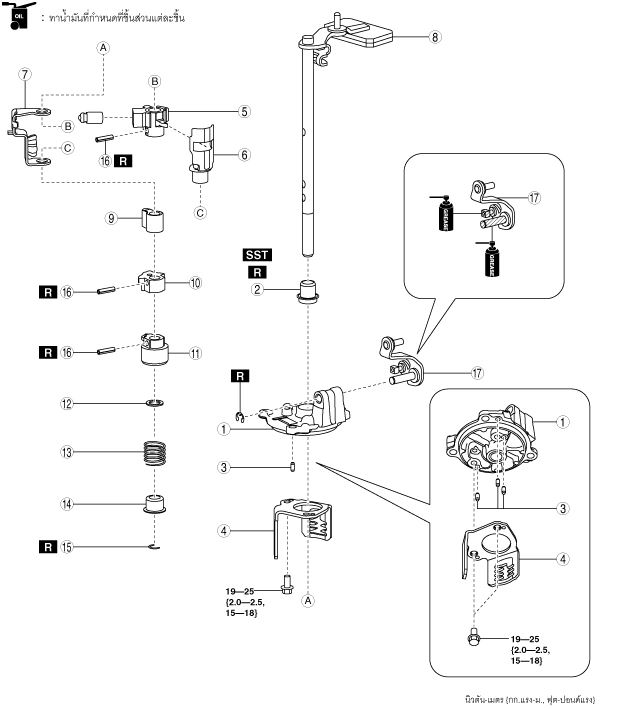 OIL : ทาน้ำมันที่กำหนดที่ชิ้นส่วนแต่ละชิ้น
A
8
7
B
5
B
C
16 R
6
17
GREASE
GREASE
C
9
SST
R
2
R 16
10
R 16
11
17
R
12
1
1
13
3
14
3
4
4
R 15
19—25
{2.0—2.5,
15—18}
A
19—25
{2.0—2.5,
15—18}
นิวตัน-เมตร {กก.แรง-ม., ฟุต-ปอนด์แรง}